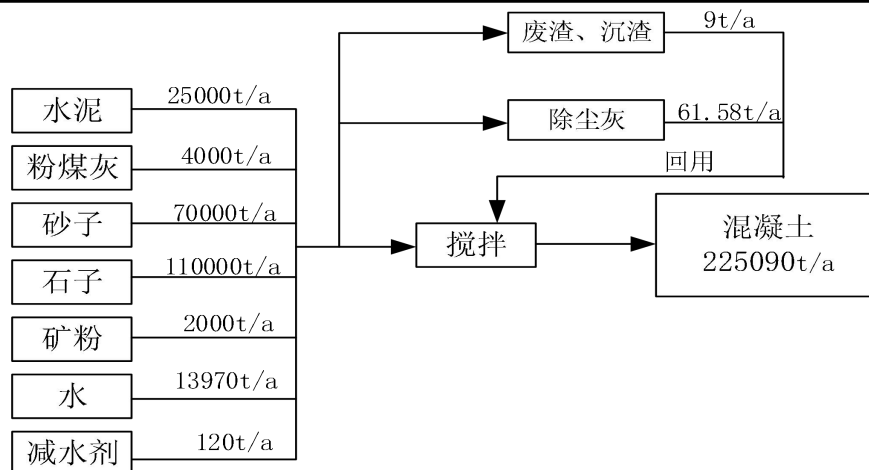 废渣、沉渣
9t/a
水泥
25000t/a
除尘灰
61.58t/a
粉煤灰
4000t/a
回用
砂子
70000t/a
搅拌
混凝土
225090t/a
石子
110000t/a
矿粉
2000t/a
水
13970t/a
减水剂
120t/a